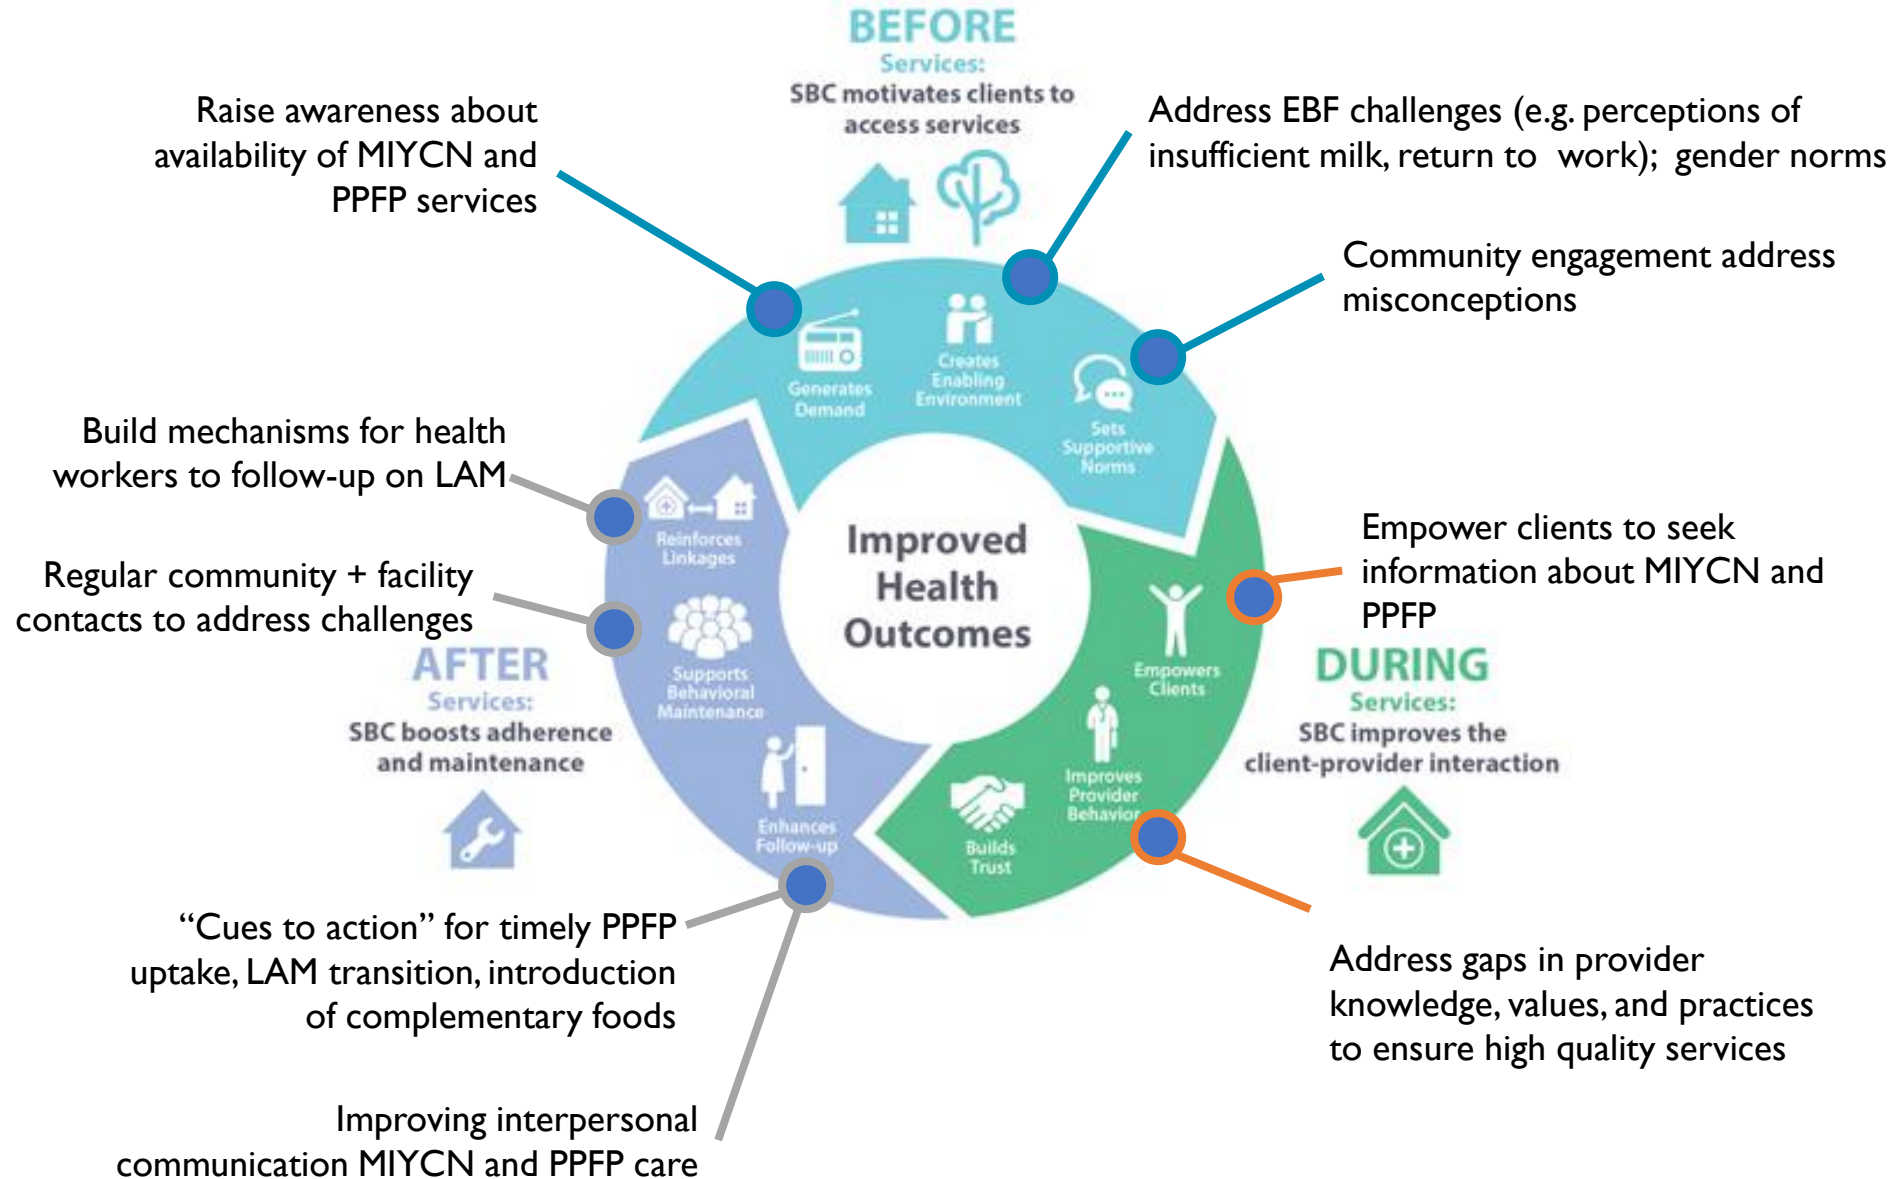 BEFORE
Services:
SBC motivates clients to
access services
Raise awareness about
availability of MIYCN and
PPFP services
Address EBF challenges (e.g. perceptions of
insufficient milk, return to  work);  gender norms
Community engagement address
misconceptions
Generates
Demand
Creates
Enabling
Environment
Sets
Supportive
Norms
Build mechanisms for health
workers to follow-up on LAM
Regular community + facility
contacts to address challenges
Reinforces
Linkages
Supports
Behavioral
Maintenance
Enhances
Follow-up
Improved
Health
Outcomes
Empowers
Clients
Improves
Provider
Behavior
Builds
Trust
Empower clients to seek
information about MIYCN and
PPFP
DURING
Services:
SBC improves the
client-provider interaction
AFTER
Services:
SBC boosts adherence
and maintenance
“Cues to action” for timely PPFP
uptake, LAM transition, introduction
of complementary foods
Improving interpersonal
communication MIYCN and PPFP care
Address gaps in provider
knowledge, values, and practices
to ensure high quality services